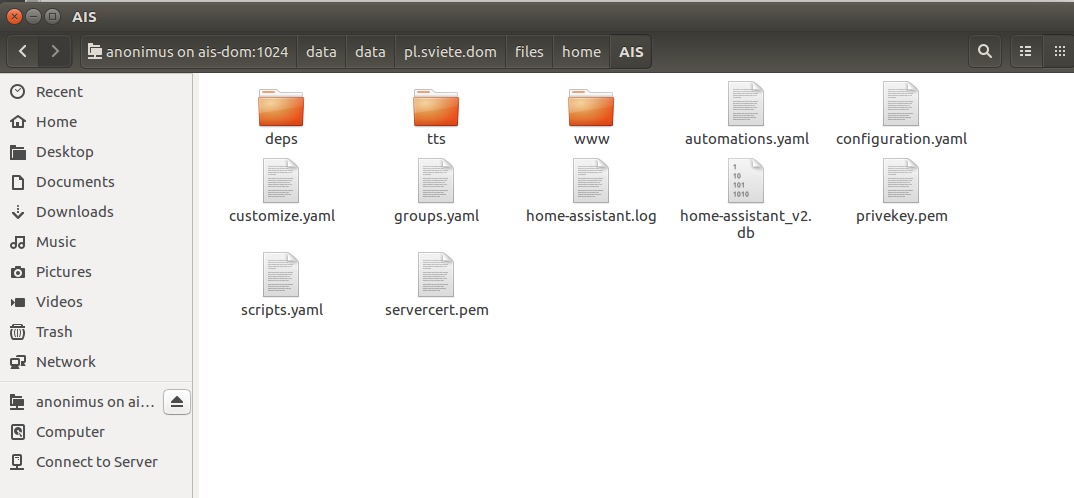 AIS
anonimus on ais-dom:1024 data data pl.sviete.dom files home AIS
Recent
Home
Desktop
Documents
Downloads
Music
Pictures
Videos
Trash
Network
anonimus on ai...
Computer
Connect to Server
deps tts www automations.yaml configuration.yaml
1
10
101
1010
customize.yaml groups.yaml home-assistant.log home-assistant_v2. privekey.pem
db
scripts.yaml servercert.pem